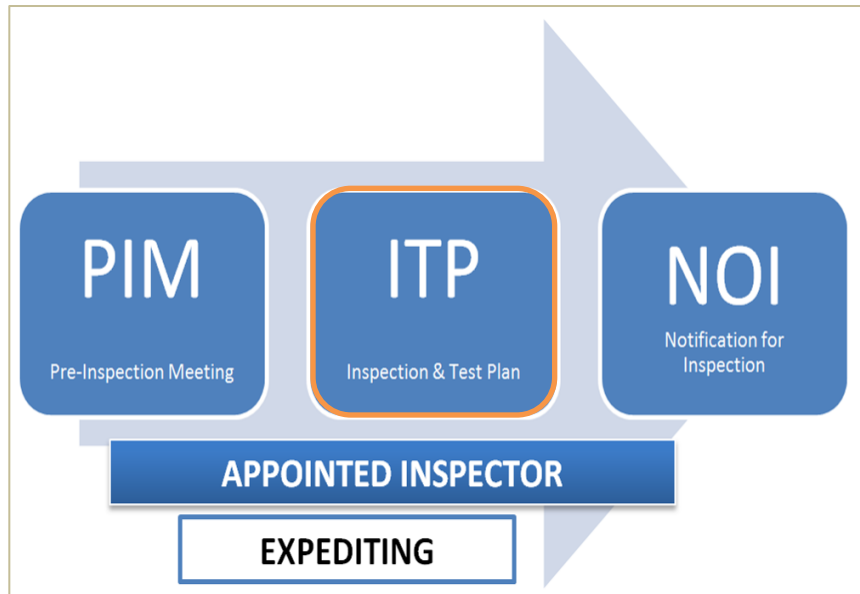 PIM
Pre-Inspection Meeting
ITP
Inspection & Test Plan
NOI
Notification for
Inspection
APPOINTED INSPECTOR
EXPEDITING